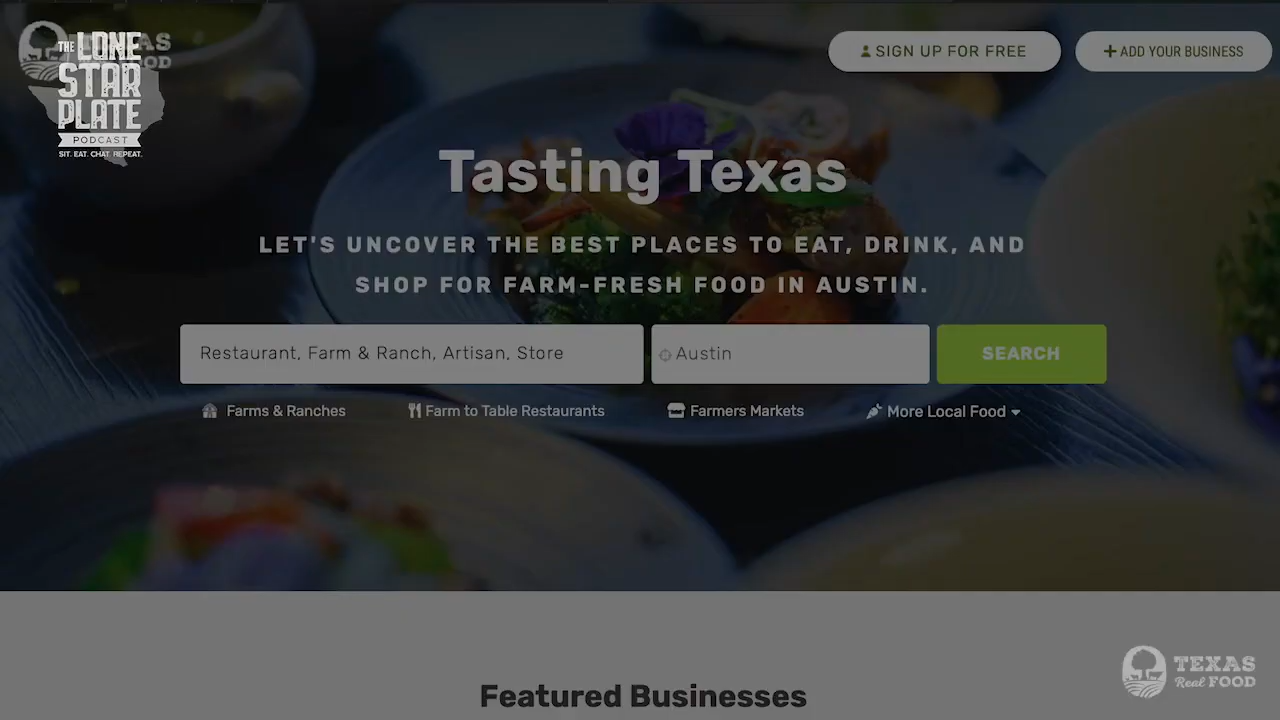 THE LONE
STAR
PLATE
PODCAST
SIT. EAT. CHAT. REPEAT.
SIGN UP FOR FREE
ADD YOUR BUSINESS
Tasting Texas
LET'S UNCOVER THE BEST PLACES TO EAT, DRINK, AND
SHOP FOR FARM-FRESH FOOD IN AUSTIN.
Restaurant, Farm & Ranch, Artisan, Store
Austin
SEARCH
Farms & Ranches
Farm to Table Restaurants
Farmers Markets
More Local Food
Featured Businesses
TEXAS
Real FOOD